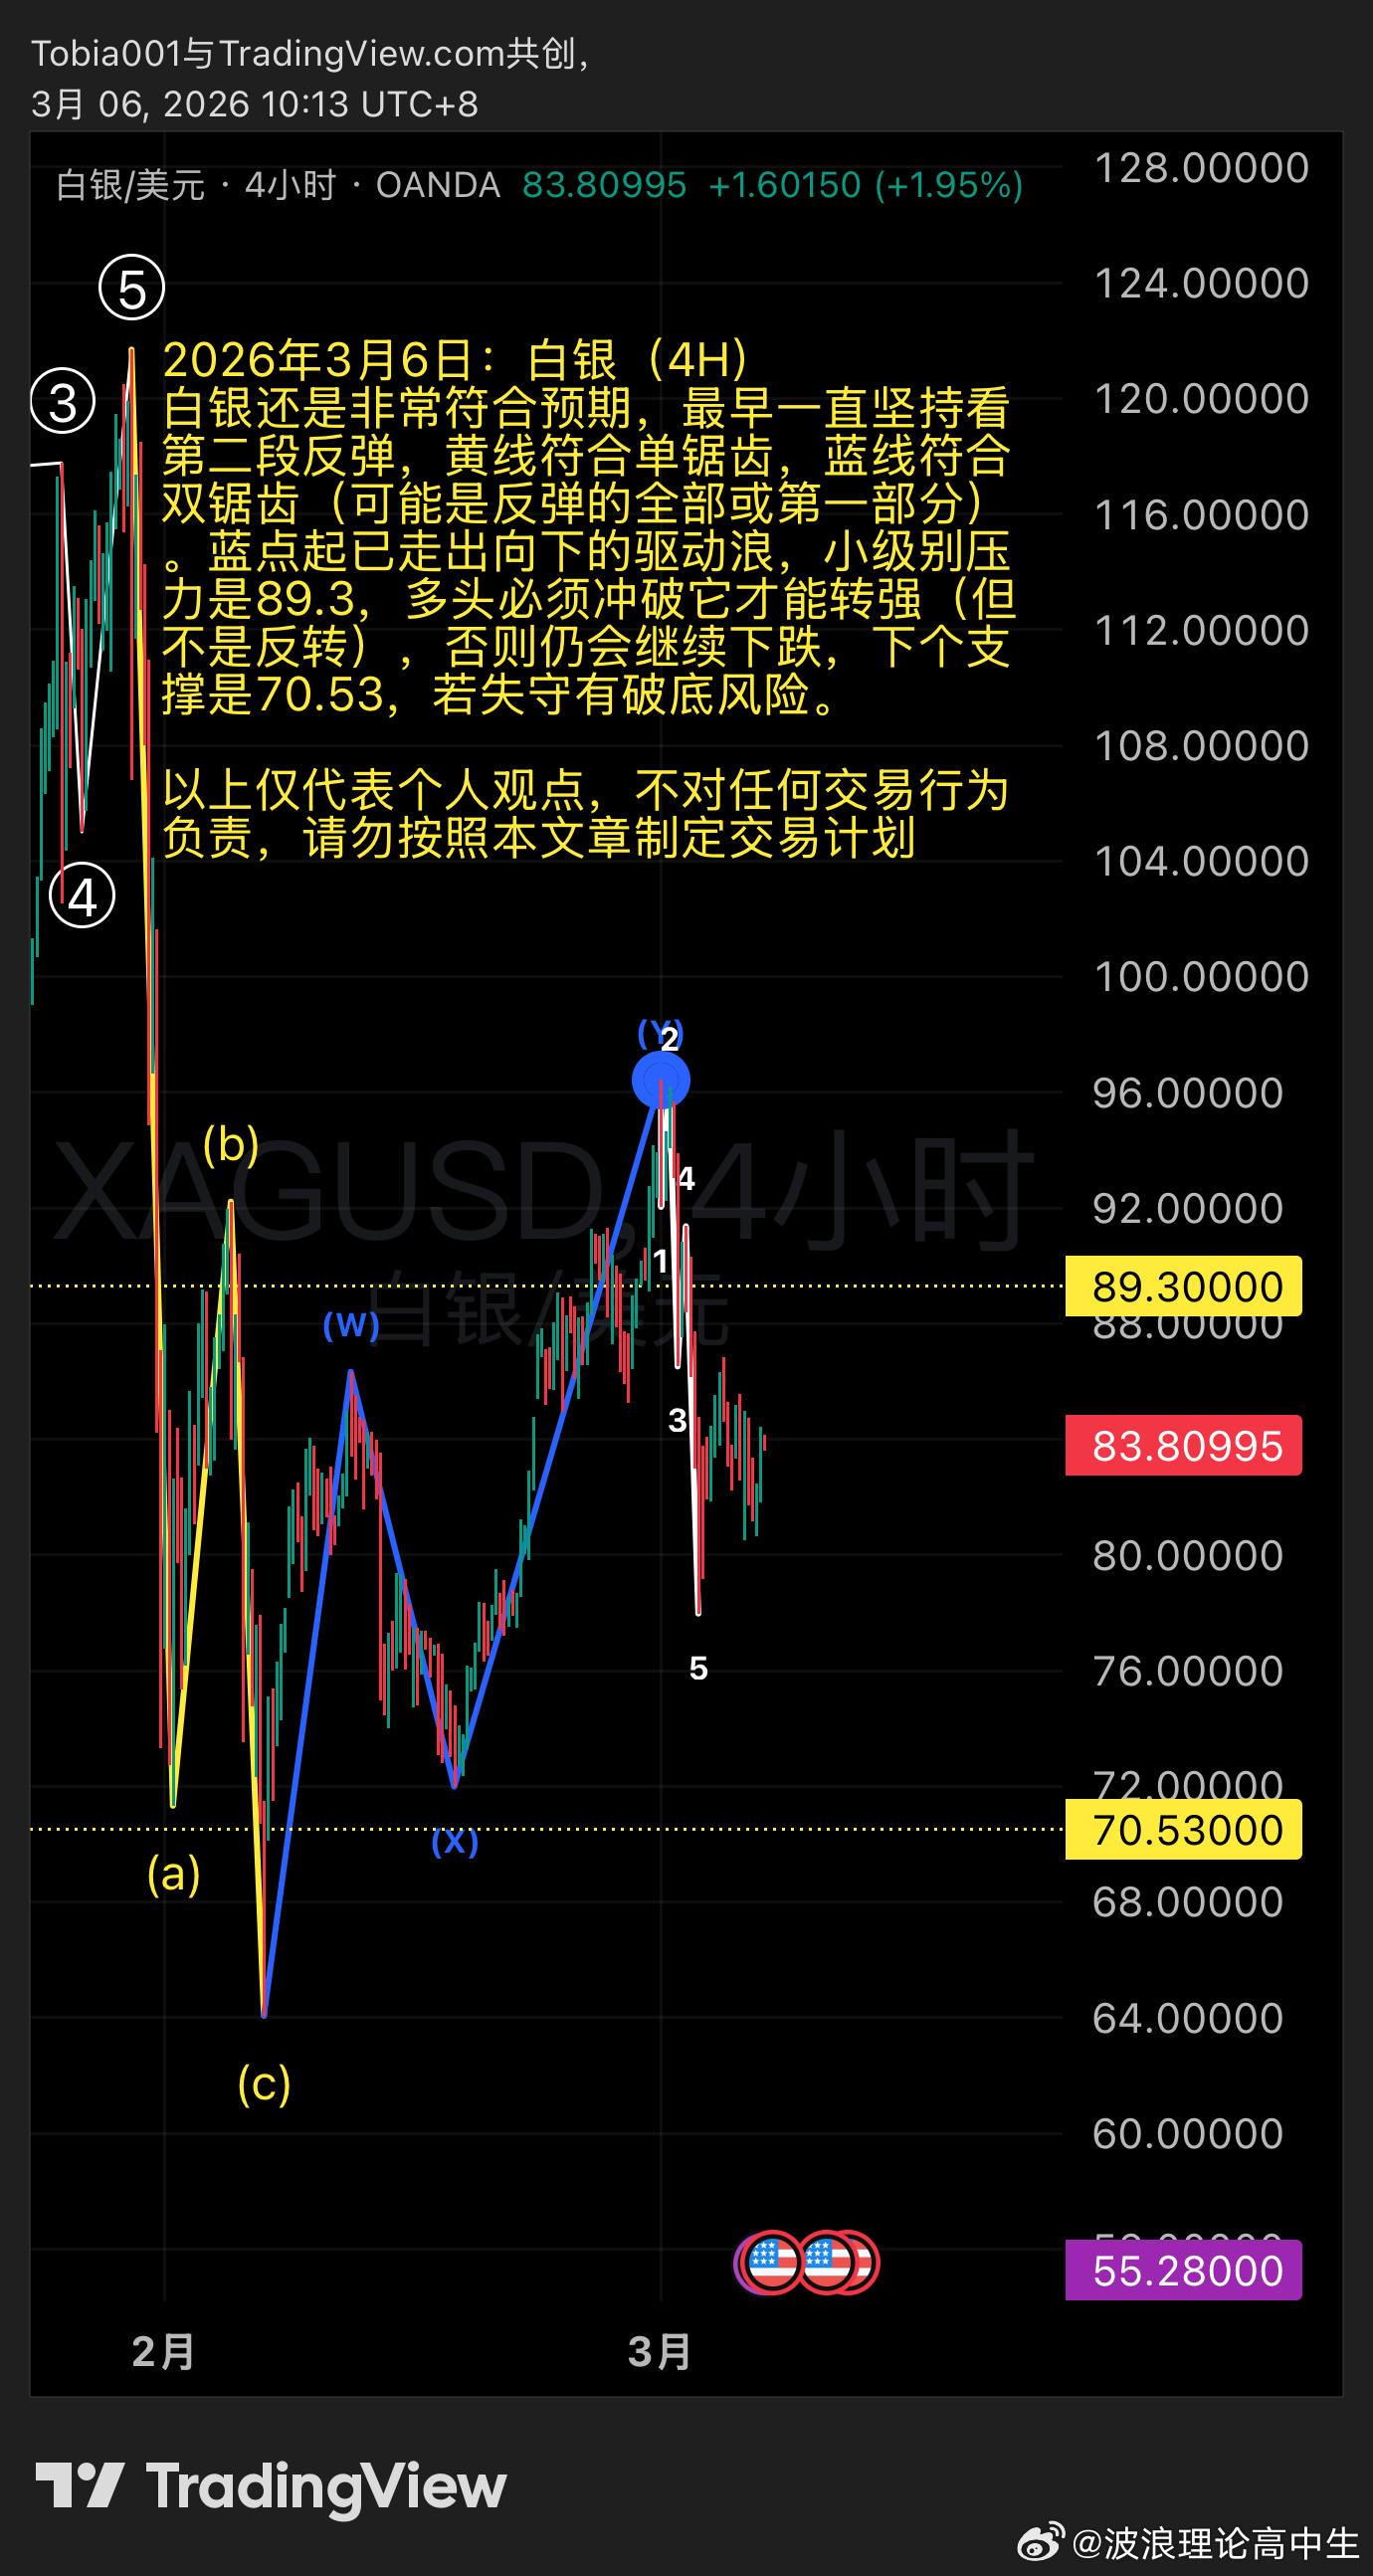 Tobia001与TradingView.com共创,
3月 06, 2026 10:13 UTC+8
白银/美元 · 4小时 · OANDA 83.80995 +1.60150 (+1.95%)
128.00000
⑤
124.00000
2026年3月6日：白银（4H）
③
白银还是非常符合预期，最早一直坚持看
120.00000
第二段反弹，黄线符合单锯齿，蓝线符合
双锯齿（可能是反弹的全部或第一部分）
116.00000
。蓝点起已走出向下的驱动浪，小级别压
力是89.3，多头必须冲破它才能转强（但
不是反转），否则仍会继续下跌，下个支
112.00000
撑是70.53，若失守有破底风险。
108.00000
以上仅代表个人观点，不对任何交易行为
负责，请勿按照本文章制定交易计划
104.00000
④
100.00000
(Y)
2
96.00000
(b)
XAGUSD, 4小时
4
92.00000
1
89.30000
白银/美元
(W)
88.00000
3
83.80995
80.00000
5
76.00000
72.00000
70.53000
(X)
(a)
68.00000
64.00000
(c)
60.00000
55.28000
2月
3月
TradingView
@波浪理论高中生